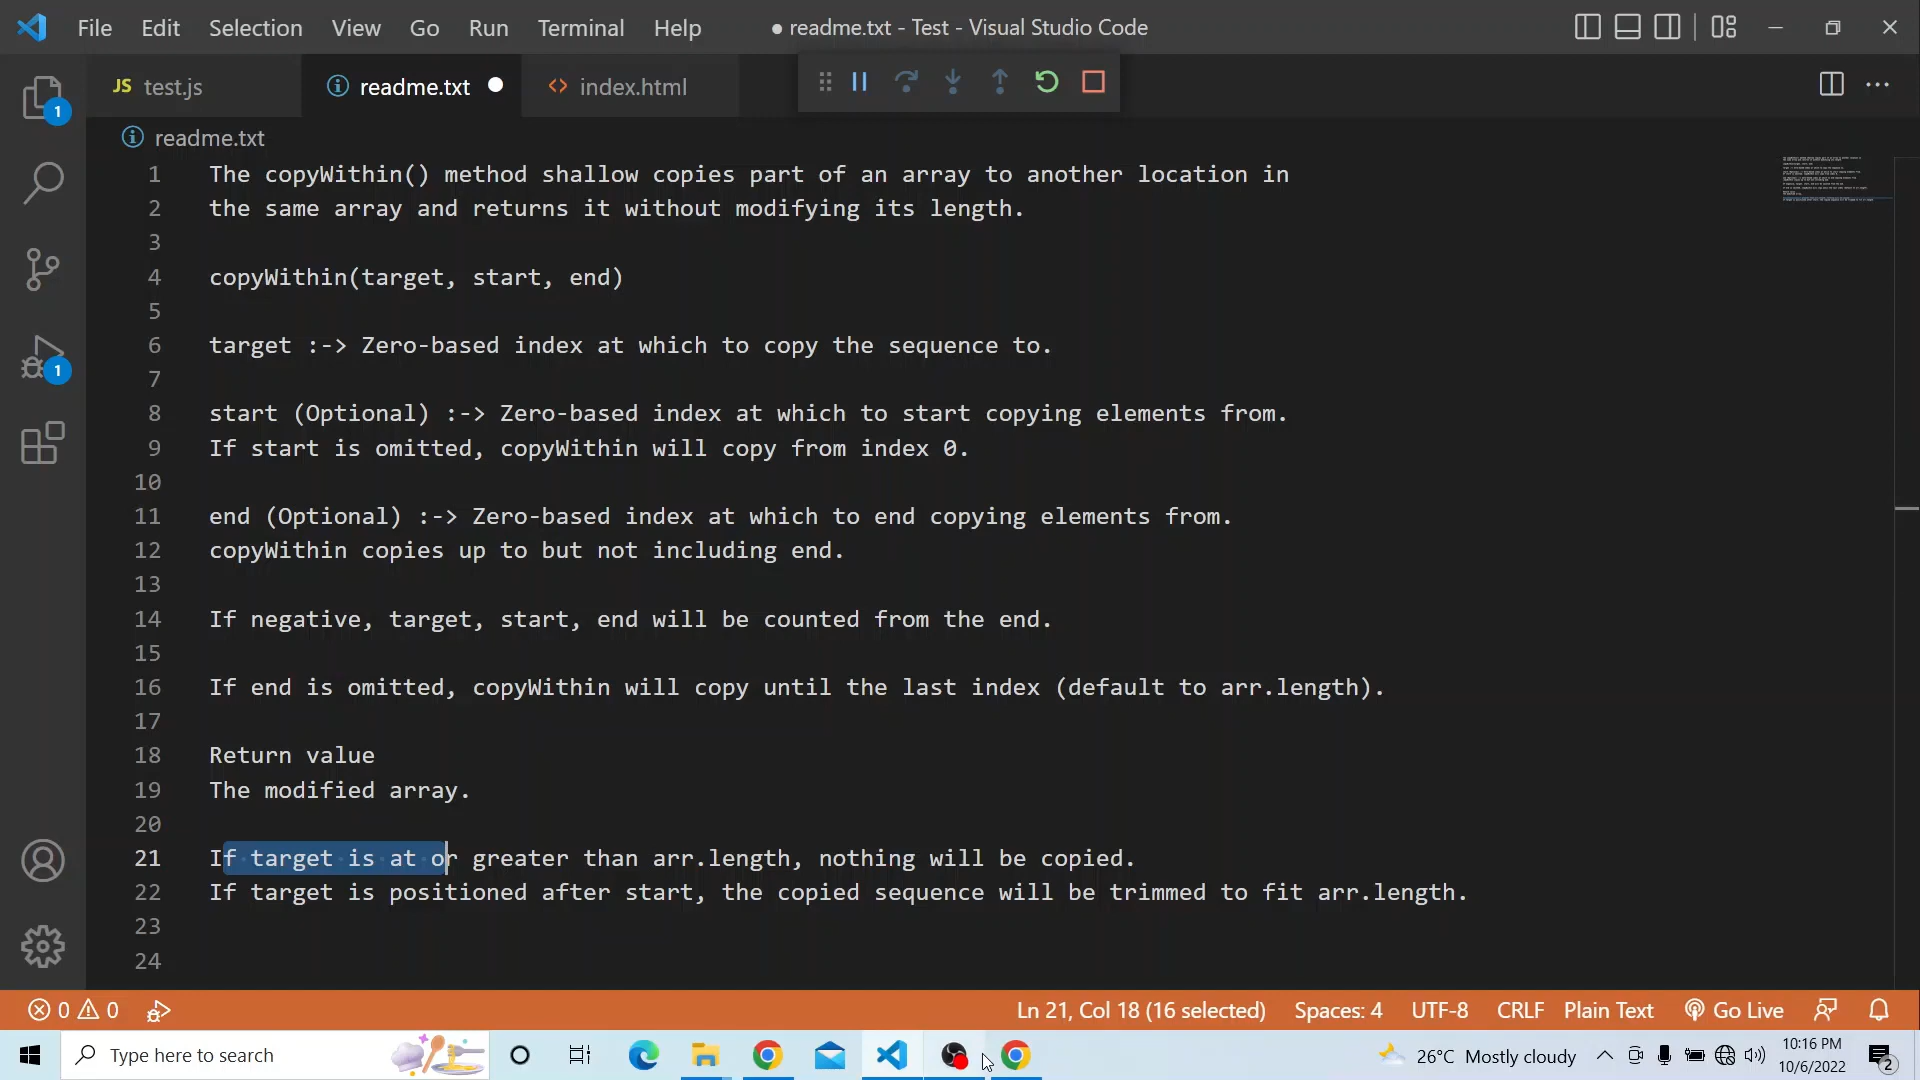 File Edit Selection View Go Run Terminal Help
● readme.txt - Test - Visual Studio Code
JS test.js
readme.txt
<> index.html
1
readme.txt
1 The copyWithin() method shallow copies part of an array to another location in
2 the same array and returns it without modifying its length.
3
4 copyWithin(target, start, end)
5
6 target :-> Zero-based index at which to copy the sequence to.
7
8 start (Optional) :-> Zero-based index at which to start copying elements from.
9 If start is omitted, copyWithin will copy from index 0.
10
11 end (Optional) :-> Zero-based index at which to end copying elements from.
12 copyWithin copies up to but not including end.
13
14 If negative, target, start, end will be counted from the end.
15
16 If end is omitted, copyWithin will copy until the last index (default to arr.length).
17
18 Return value
19 The modified array.
20
21 If target is at or greater than arr.length, nothing will be copied.
22 If target is positioned after start, the copied sequence will be trimmed to fit arr.length.
23
24
1
0 0
Ln 21, Col 18 (16 selected) Spaces: 4 UTF-8 CRLF Plain Text Go Live
Type here to search
26°C Mostly cloudy
10:16 PM
10/6/2022
2